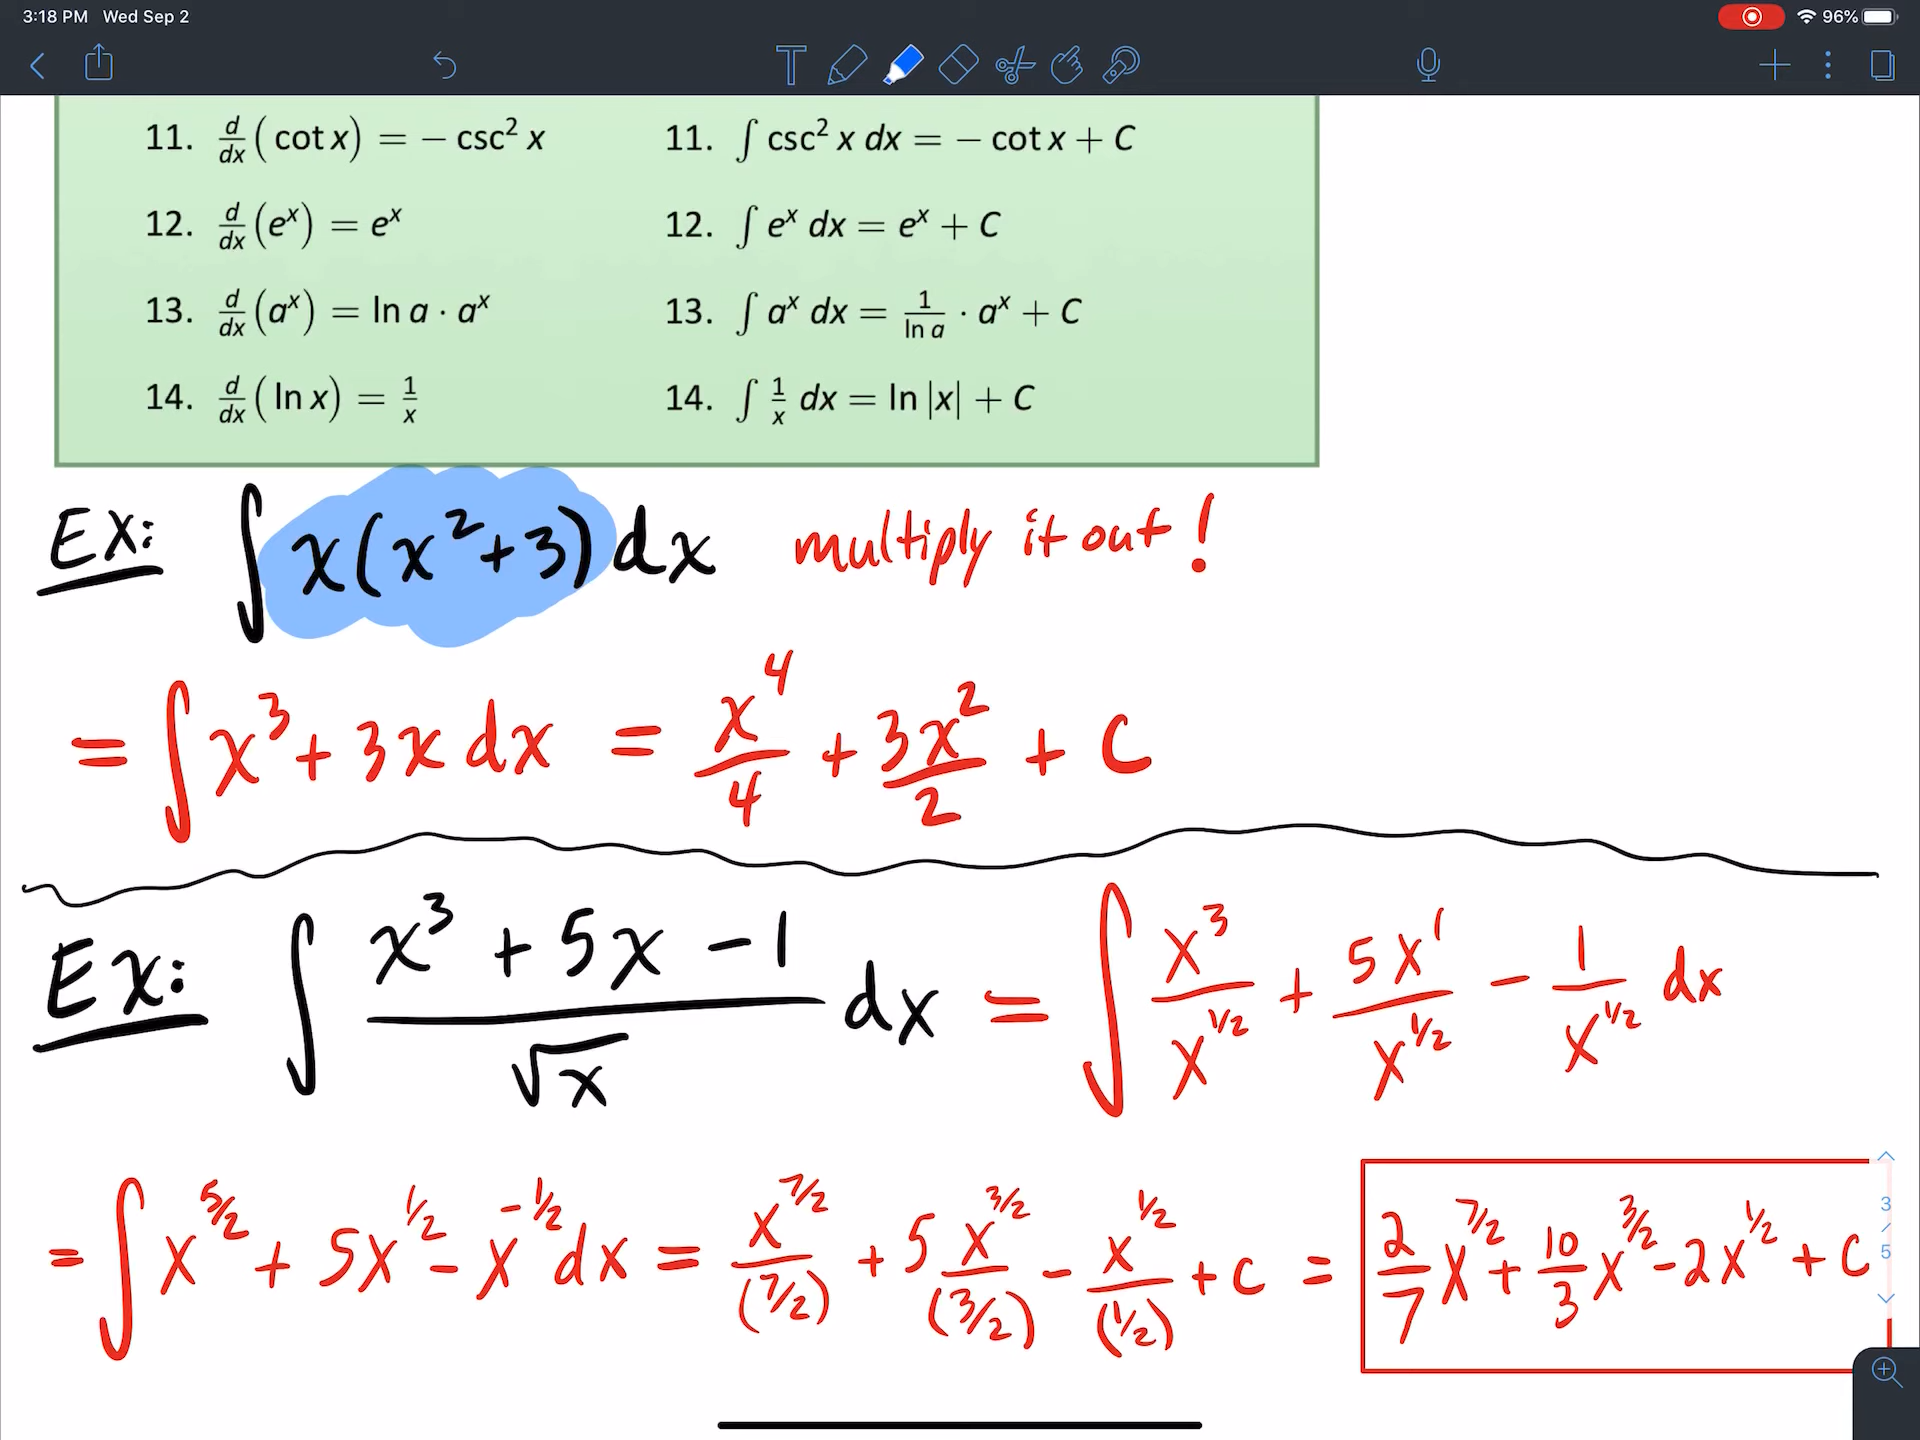 3:18 PM Wed Sep 2 96%
11. d/dx (cot x) = − csc² x 11. ∫ csc² x dx = − cot x + C
12. d/dx (eˣ) = eˣ 12. ∫ eˣ dx = eˣ + C
13. d/dx (aˣ) = ln a · aˣ 13. ∫ aˣ dx = 1/ln a · aˣ + C
14. d/dx (ln x) = 1/x 14. ∫ 1/x dx = ln |x| + C
EX: ∫ x(x²+3) dx multiply it out!
= ∫ x³ + 3x dx = x⁴/4 + 3x²/2 + C
Ex: ∫ (x³ + 5x − 1)/√x dx = ∫ x³/x^(1/2) + 5x¹/x^(1/2) − 1/x^(1/2) dx
= ∫ x^(5/2) + 5x^(1/2) − x^(−1/2) dx = x^(7/2)/(7/2) + 5 x^(3/2)/(3/2) − x^(1/2)/(1/2) + C = 2/7 x^(7/2) + 10/3 x^(3/2) − 2x^(1/2) + C
3/5